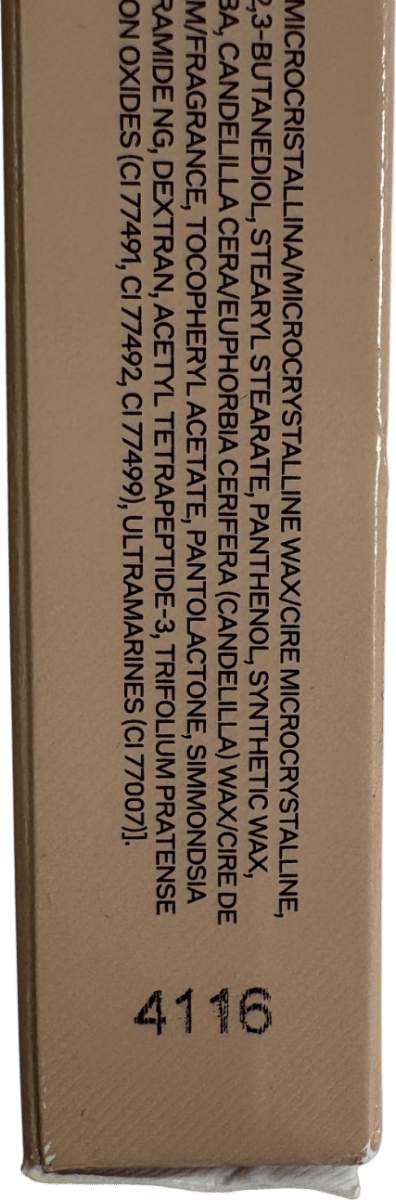 MICROCRISTALLINA/MICROCRYSTALLINE WAX/CIRE MICROCRYSTALLINE,
2,3-BUTANEDIOL, STEARYL STEARATE, PANTHENOL, SYNTHETIC WAX,
BA, CANDELILLA CERA/EUPHORBIA CERIFERA (CANDELILLA) WAX/CIRE DE
M/FRAGRANCE, TOCOPHERYL ACETATE, PANTOLACTONE, SIMMONDSIA
RAMIDE NG, DEXTRAN, ACETYL TETRAPEPTIDE-3, TRIFOLIUM PRATENSE
ON OXIDES (CI 77491, CI 77492, CI 77499), ULTRAMARINES (CI 77007)].
4116